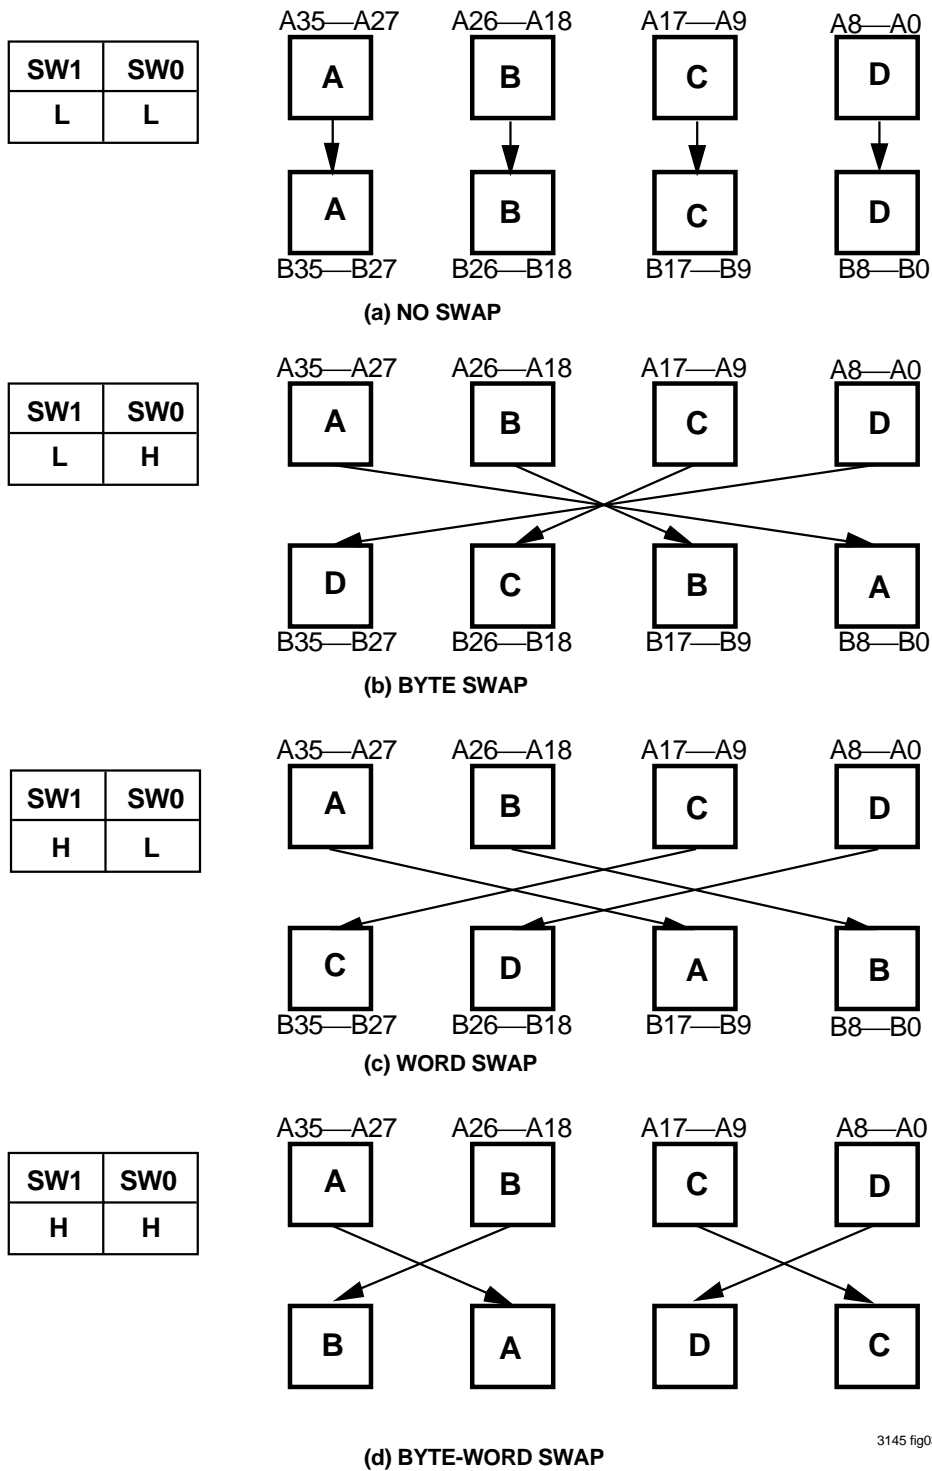 A35—A27 A26—A18 A17—A9 A8—A0
SW1 SW0
L L
A B C D
A B C D
B35—B27 B26—B18 B17—B9 B8—B0
(a) NO SWAP
A35—A27 A26—A18 A17—A9 A8—A0
SW1 SW0
L H
A B C D
D C B A
B35—B27 B26—B18 B17—B9 B8—B0
(b) BYTE SWAP
A35—A27 A26—A18 A17—A9 A8—A0
SW1 SW0
H L
A B C D
C D A B
B35—B27 B26—B18 B17—B9 B8—B0
(c) WORD SWAP
A35—A27 A26—A18 A17—A9 A8—A0
SW1 SW0
H H
A B C D
B A D C
3145 fig0
(d) BYTE-WORD SWAP